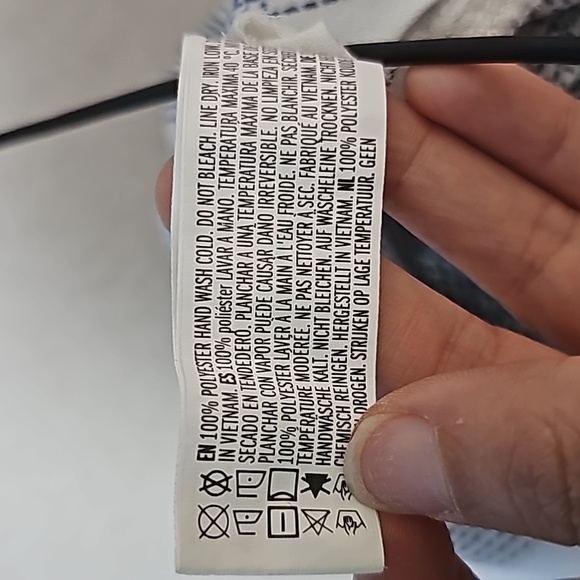 EN 100% POLYESTER HAND WASH COLD. DO NOT BLEACH. LINE DRY. IRON LOW.
IN VIETNAM. ES 100% poliéster LAVAR A MANO. TEMPERATURA MÁXIMA 40 °C.
SECADO EN TENDEDERO. PLANCHAR A UNA TEMPERATURA MÁXIMA DE LA BASE
PLANCHAR CON VAPOR PUEDE CAUSAR DAÑO IRREVERSIBLE. NO LIMPIEZA EN
100% POLYESTER LAVER À LA MAIN À L'EAU FROIDE. NE PAS BLANCHIR.
TEMPÉRATURE MODÉRÉE. NE PAS NETTOYER À SEC. FABRIQUÉ AU VIETNAM. DE
HANDWÄSCHE KALT. NICHT BLEICHEN. AUF WÄSCHELEINE TROCKNEN. NICHT
CHEMISCH REINIGEN. HERGESTELLT IN VIETNAM. NL 100% POLYESTER
DROGEN. STRIJKEN OP LAGE TEMPERATUUR. GEEN